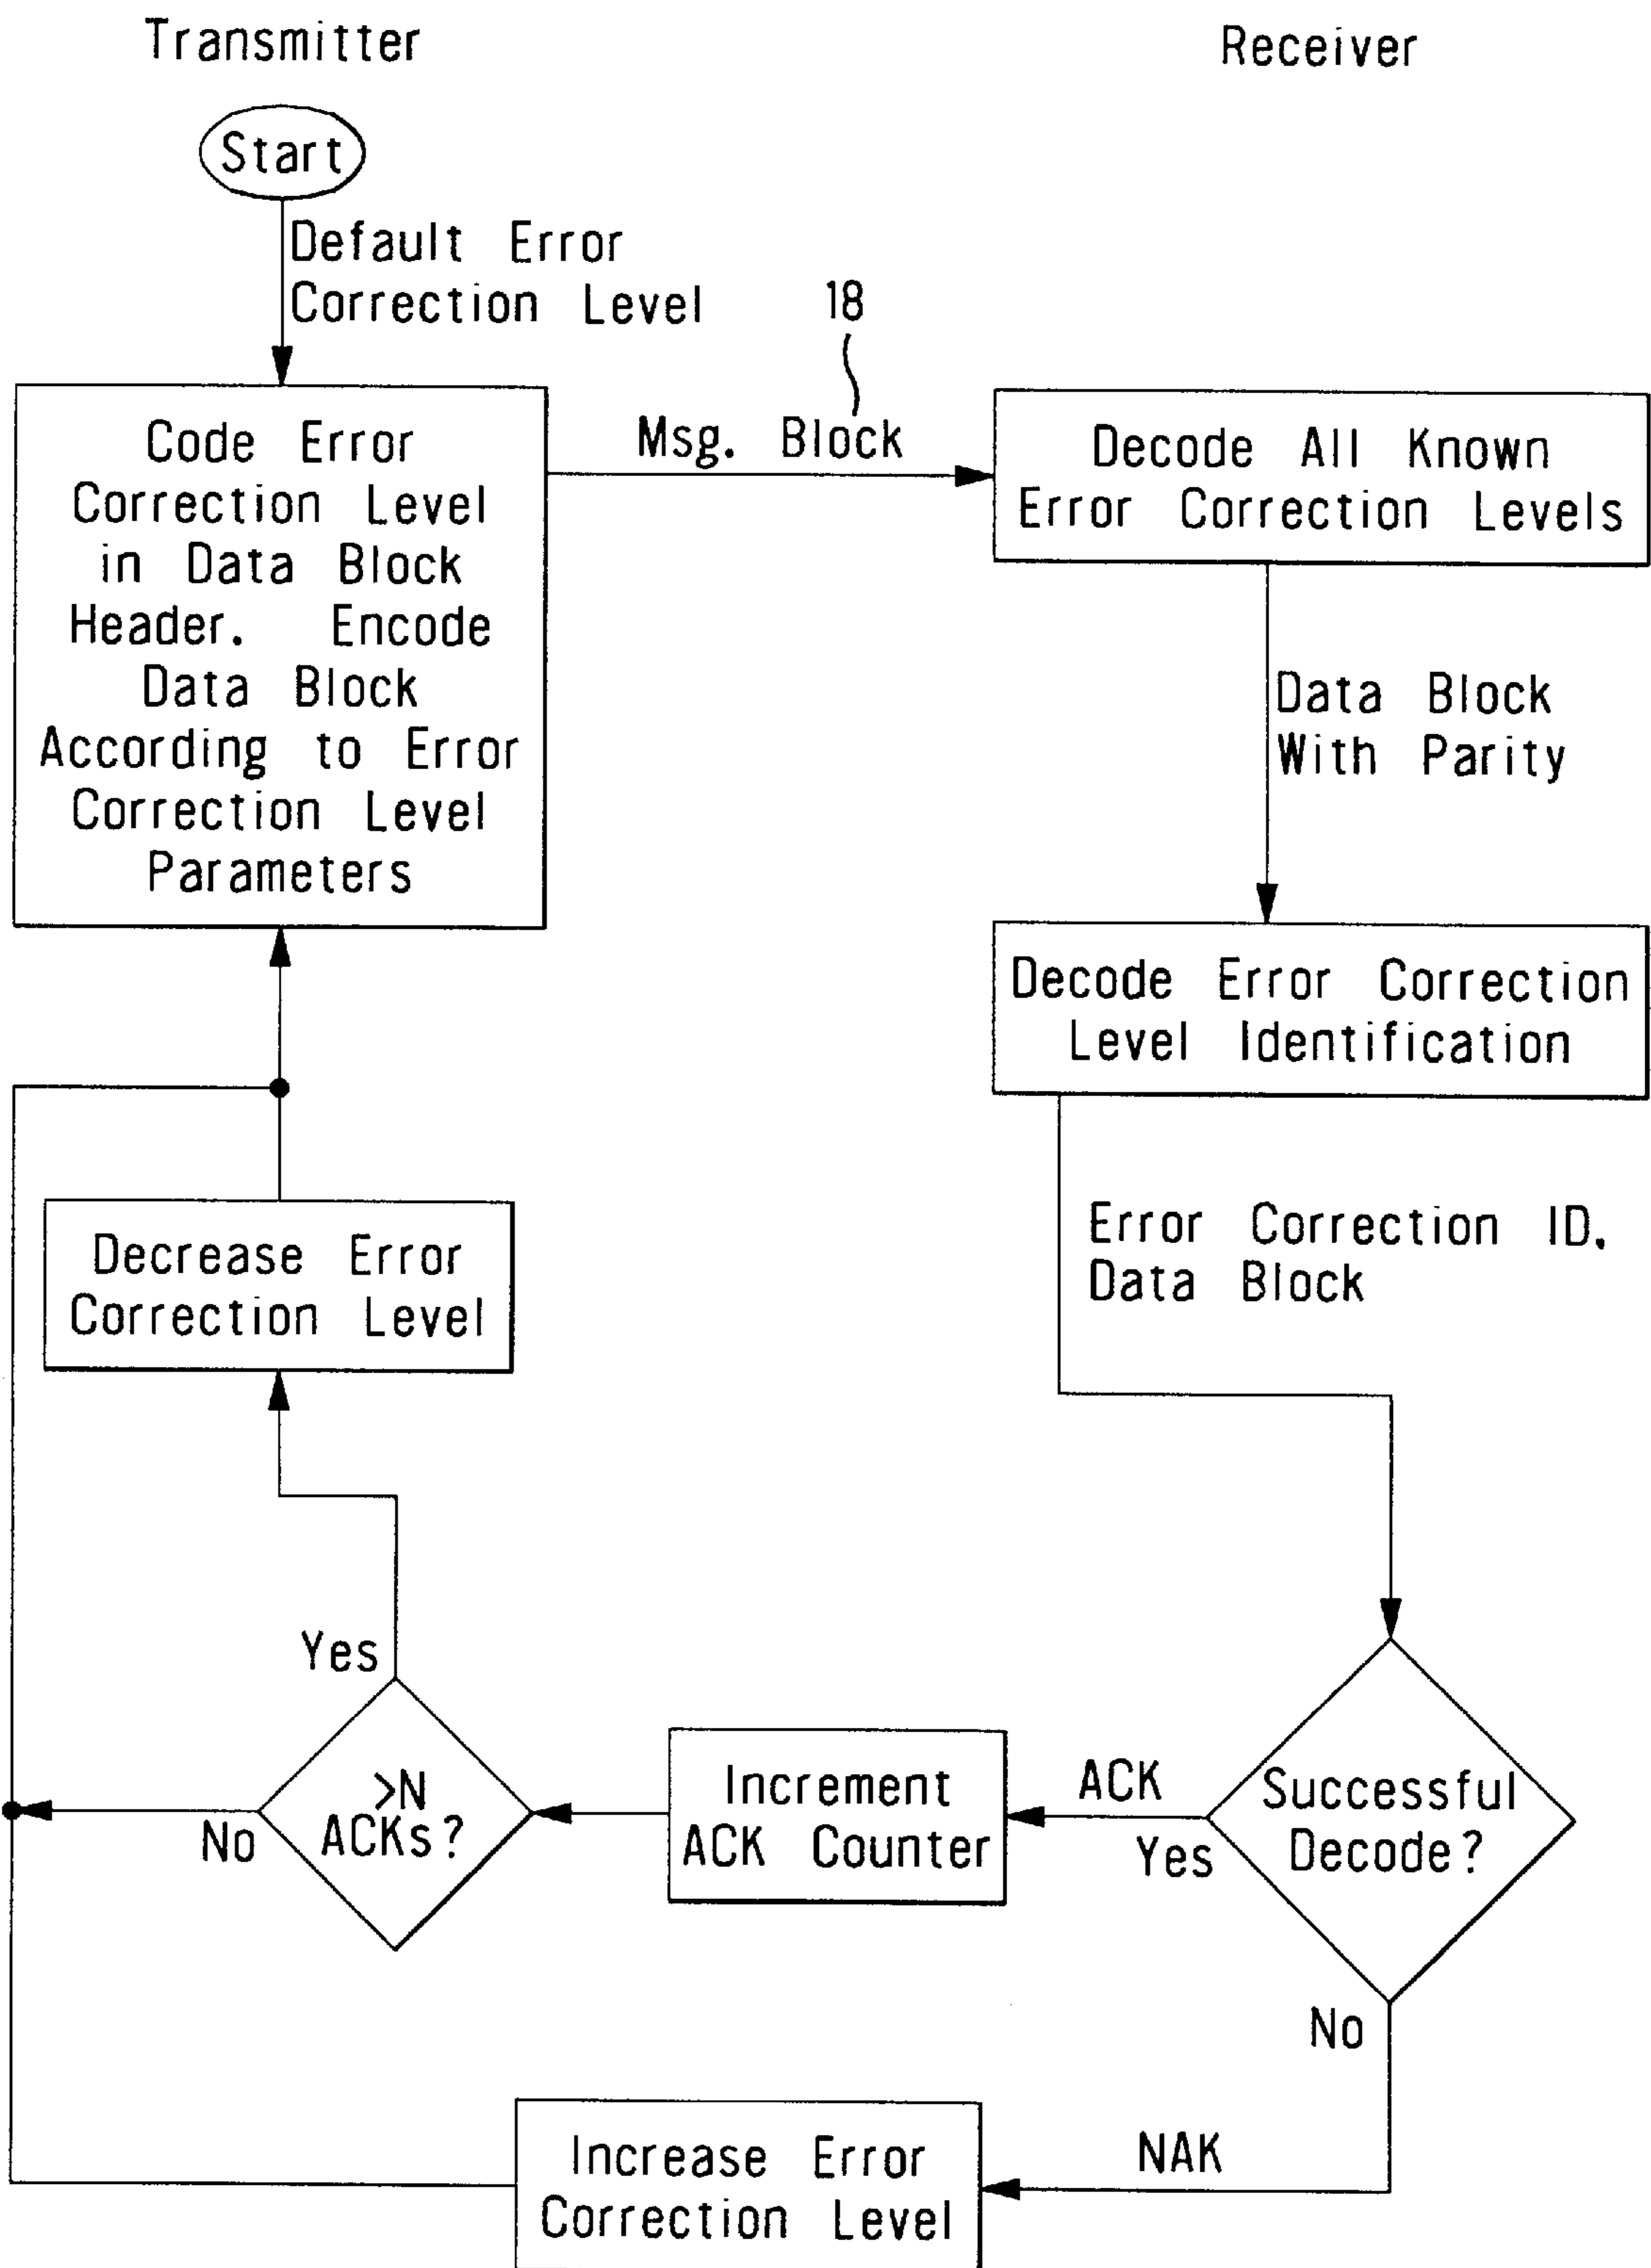 Transmitter
Receiver
Start
Default Error
Correction Level
18
Code Error
Correction Level
in Data Block
Header. Encode
Data Block
According to Error
Correction Level
Parameters
Msg. Block
Decode All Known
Error Correction Levels
Data Block
With Parity
Decode Error Correction
Level Identification
Error Correction ID.
Data Block
Decrease Error
Correction Level
Yes
>N
ACKs?
No
Increment
ACK Counter
ACK
Yes
Successful
Decode?
No
NAK
Increase Error
Correction Level